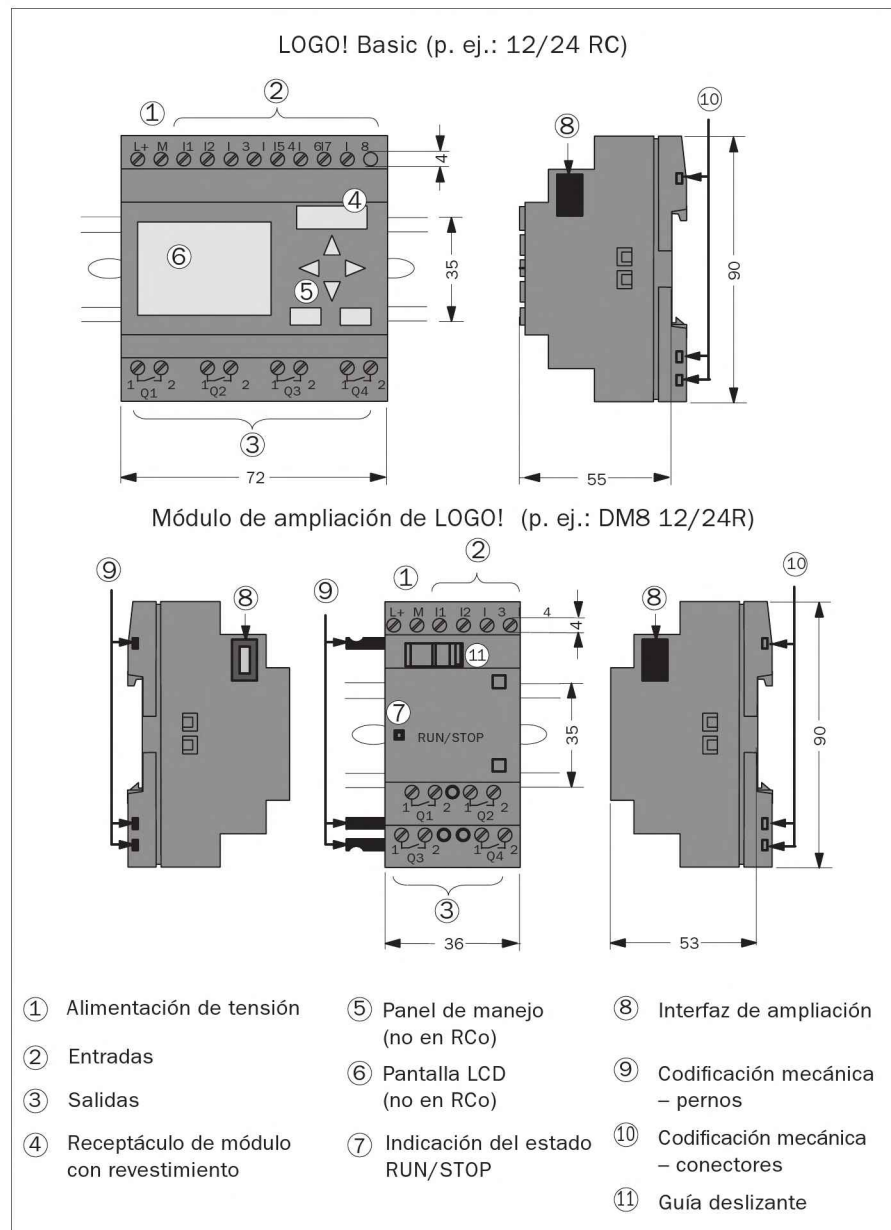 LOGO! Basic (p. ej.: 12/24 RC)
① ② ⑧ ⑩
L+ M I1 I2 I 3 I I5 4I 6I7 I 8
4
④
⑥
⑤
35
90
1 Q1 2 1 Q2 2 1 Q3 2 1 Q4 2
③
72
55
Módulo de ampliación de LOGO! (p. ej.: DM8 12/24R)
⑨ ⑧ ⑨ ① ② ⑧ ⑩
L+ M I1 I2 I 3 I 4
4
⑪
⑦
RUN/STOP
35
90
1 Q1 2 1 Q2 2
1 Q3 2 1 Q4 2
③
36
53
① Alimentación de tensión
② Entradas
③ Salidas
④ Receptáculo de módulo
con revestimiento
⑤ Panel de manejo
(no en RCo)
⑥ Pantalla LCD
(no en RCo)
⑦ Indicación del estado
RUN/STOP
⑧ Interfaz de ampliación
⑨ Codificación mecánica
– pernos
⑩ Codificación mecánica
– conectores
⑪ Guía deslizante